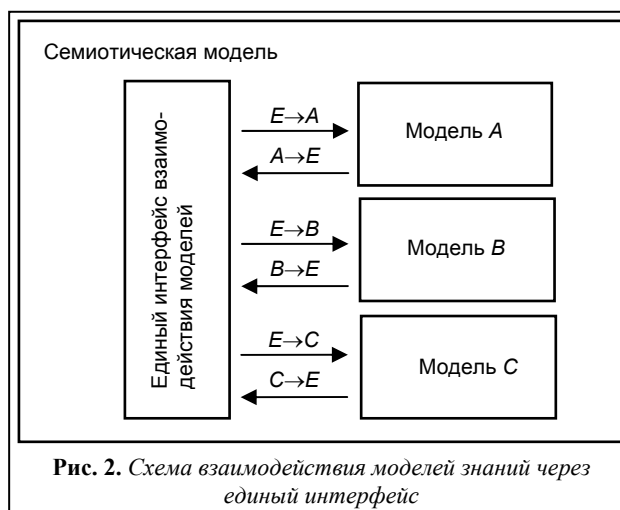 Семиотическая модель
Единый интерфейс взаимо-
действия моделей
E→A
A→E
Модель A
E→B
B→E
Модель B
E→C
C→E
Модель C
Рис. 2. Схема взаимодействия моделей знаний через
единый интерфейс